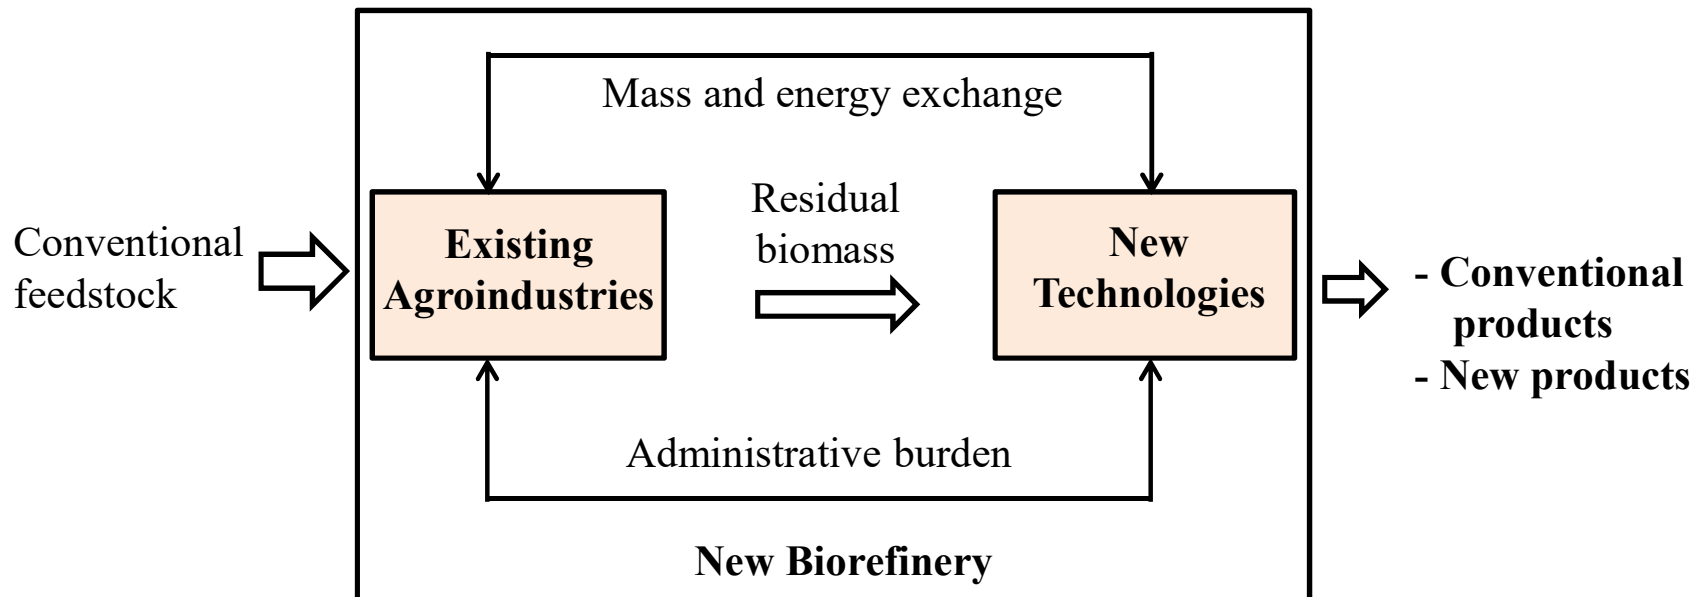 Mass and energy exchange
Conventional
feedstock
Existing
Agroindustries
Residual
biomass
New
Technologies
- Conventional
products
- New products
Administrative burden
New Biorefinery